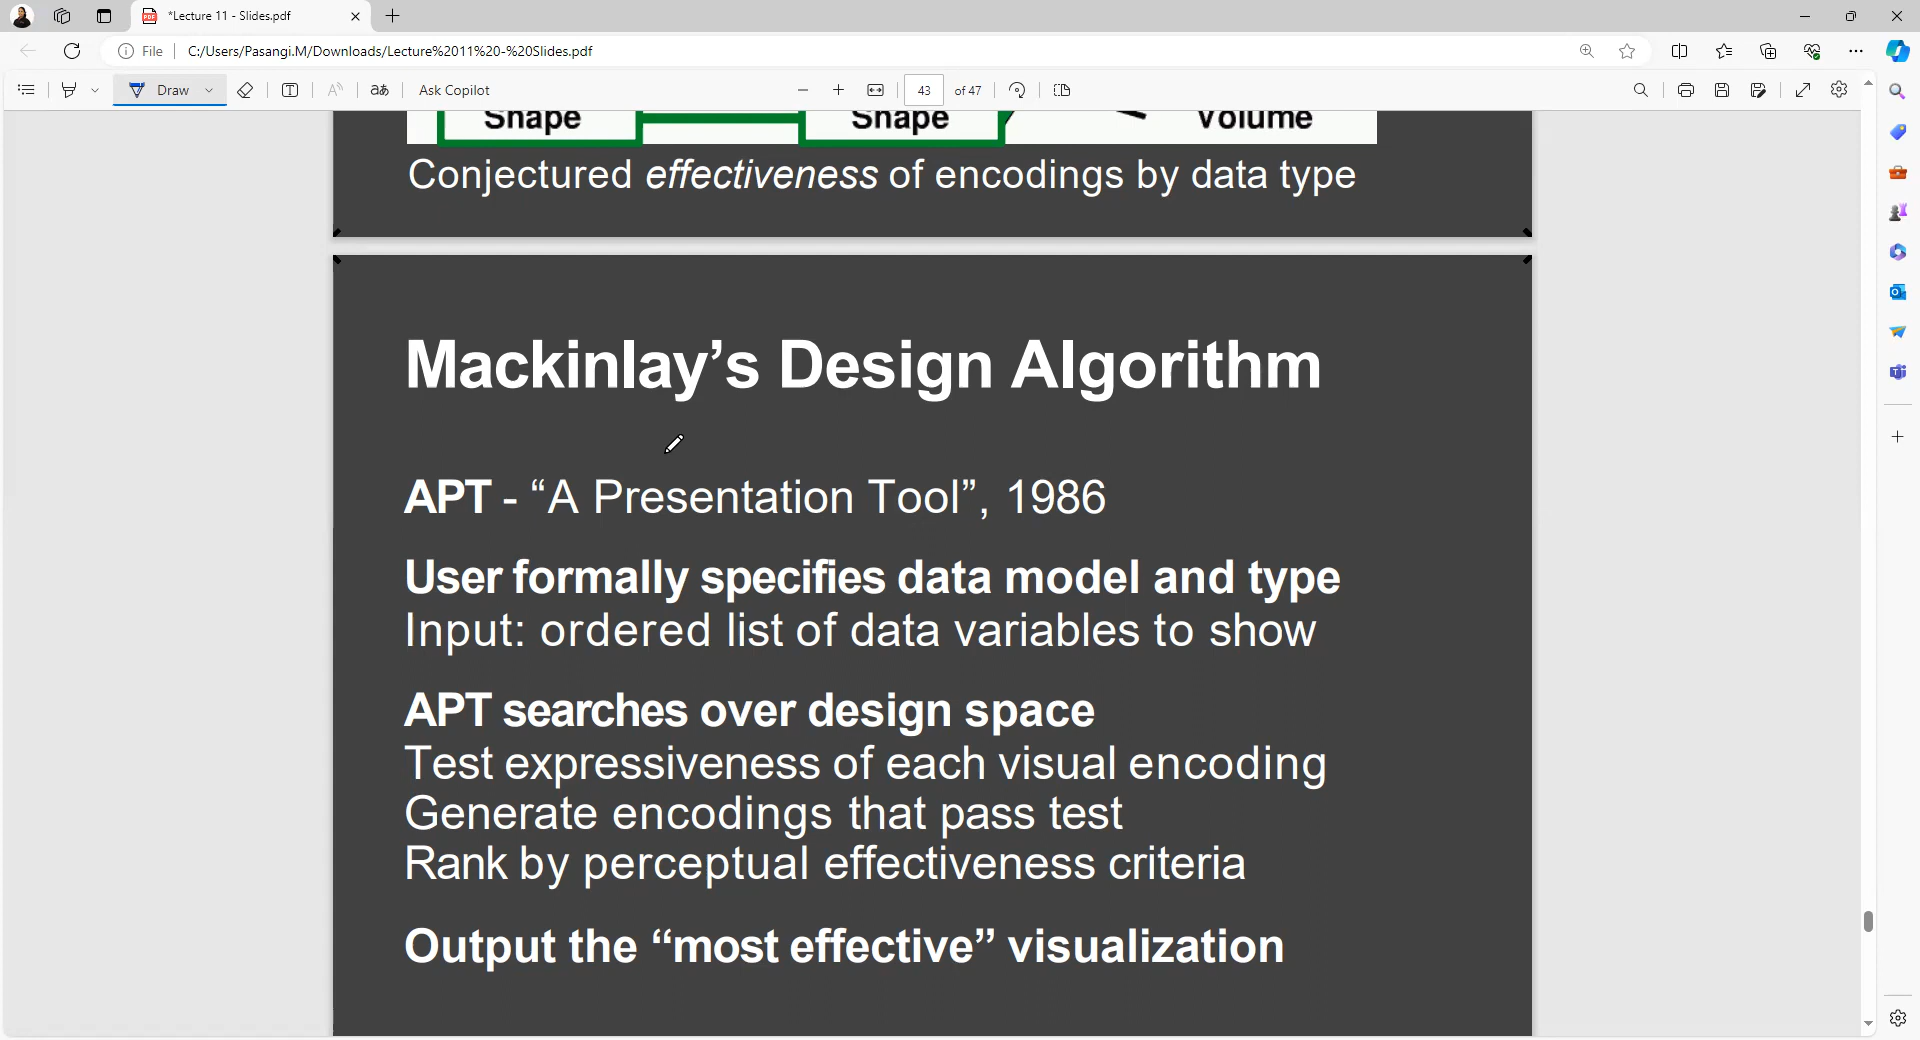 *Lecture 11 - Slides.pdf
File
C:/Users/Pasangi.M/Downloads/Lecture%2011%20-%20Slides.pdf
Draw
Ask Copilot
43 of 47
Shape Shape Volume
Conjectured effectiveness of encodings by data type
Mackinlay’s Design Algorithm
APT - “A Presentation Tool”, 1986
User formally specifies data model and type
Input: ordered list of data variables to show
APT searches over design space
Test expressiveness of each visual encoding
Generate encodings that pass test
Rank by perceptual effectiveness criteria
Output the “most effective” visualization